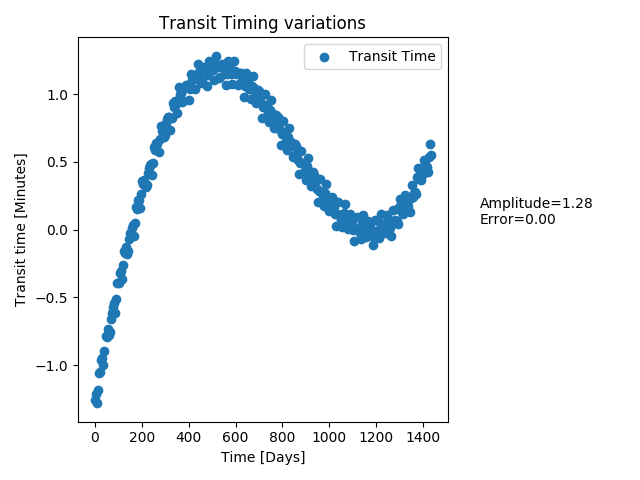 Transit Timing variations
Transit Time
1.0
0.5
0.0
−0.5
−1.0
Transit time [Minutes]
Amplitude=1.28
Error=0.00
0 200 400 600 800 1000 1200 1400
Time [Days]